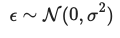 ϵ ∼ 𝒩(0, σ²)